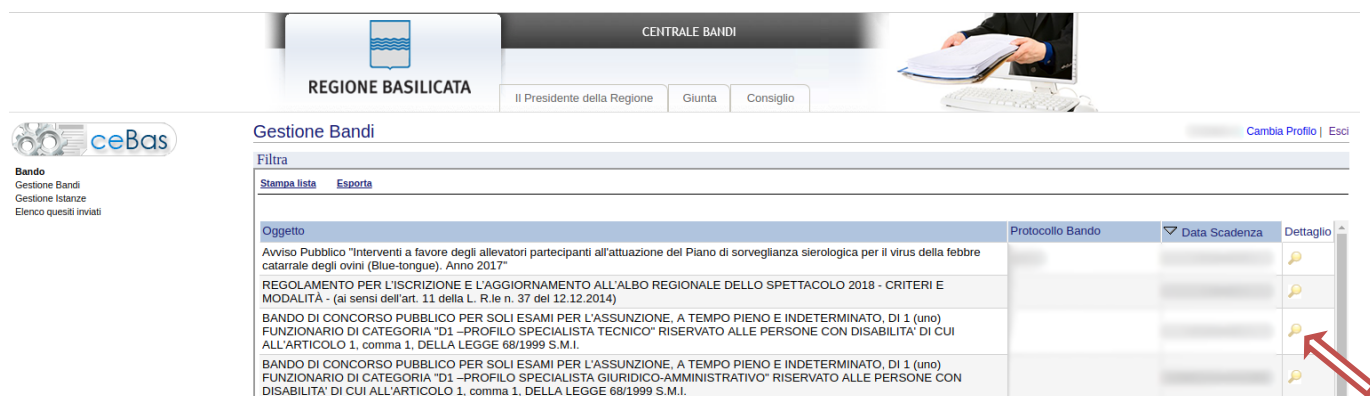 CENTRALE BANDI
REGIONE BASILICATA
Il Presidente della Regione
Giunta
Consiglio
ceBas
Gestione Bandi
Cambia Profilo | Esci
Filtra
Bando
Gestione Bandi
Gestione Istanze
Elenco quesiti inviati
Stampa lista
Esporta
Oggetto
Protocollo Bando
Data Scadenza
Dettaglio
Avviso Pubblico "Interventi a favore degli allevatori partecipanti all'attuazione del Piano di sorveglianza sierologica per il virus della febbre
catarrale degli ovini (Blue-tongue). Anno 2017"
REGOLAMENTO PER L'ISCRIZIONE E L'AGGIORNAMENTO ALL'ALBO REGIONALE DELLO SPETTACOLO 2018 - CRITERI E
MODALITÀ - (ai sensi dell'art. 11 della L. R.le n. 37 del 12.12.2014)
BANDO DI CONCORSO PUBBLICO PER SOLI ESAMI PER L'ASSUNZIONE, A TEMPO PIENO E INDETERMINATO, DI 1 (uno)
FUNZIONARIO DI CATEGORIA "D1 –PROFILO SPECIALISTA TECNICO" RISERVATO ALLE PERSONE CON DISABILITA' DI CUI
ALL'ARTICOLO 1, comma 1, DELLA LEGGE 68/1999 S.M.I.
BANDO DI CONCORSO PUBBLICO PER SOLI ESAMI PER L'ASSUNZIONE, A TEMPO PIENO E INDETERMINATO, DI 1 (uno)
FUNZIONARIO DI CATEGORIA "D1 –PROFILO SPECIALISTA GIURIDICO-AMMINISTRATIVO" RISERVATO ALLE PERSONE CON
DISABILITA' DI CUI ALL'ARTICOLO 1, comma 1, DELLA LEGGE 68/1999 S.M.I.